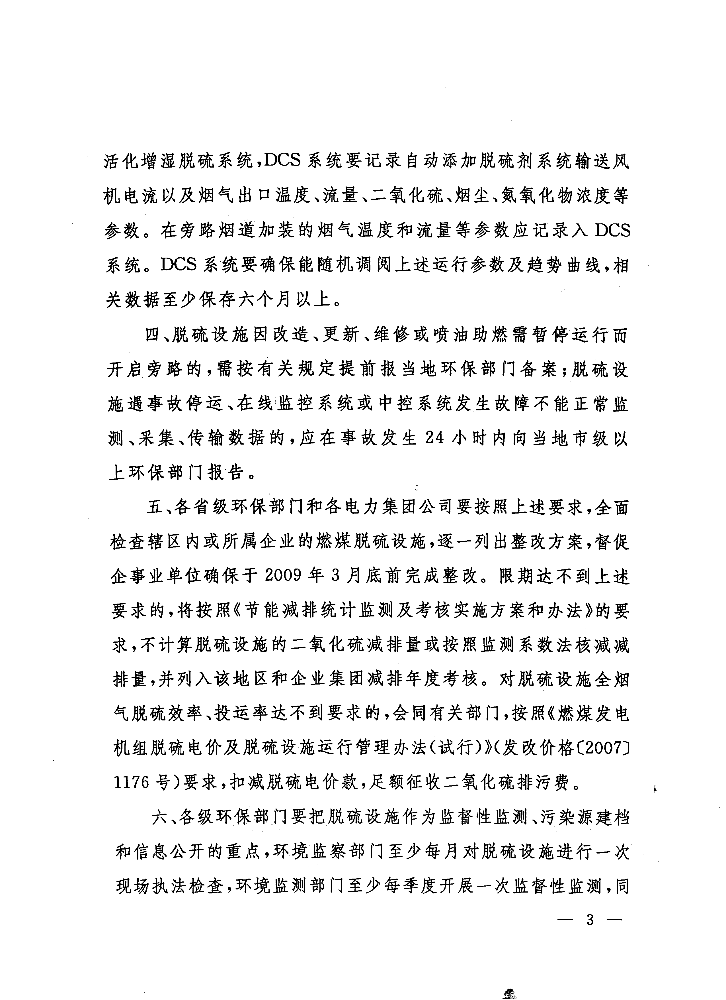 活化增湿脱硫系统,DCS 系统要记录自动添加脱硫剂系统输送风
机电流以及烟气出口温度、流量、二氧化硫、烟尘、氮氧化物浓度等
参数。在旁路烟道加装的烟气温度和流量等参数应记录入 DCS
系统。DCS 系统要确保能随机调阅上述运行参数及趋势曲线,相
关数据至少保存六个月以上。
四、脱硫设施因改造、更新、维修或喷油助燃需暂停运行而
开启旁路的,需按有关规定提前报当地环保部门备案;脱硫设
施遇事故停运、在线监控系统或中控系统发生故障不能正常监
测、采集、传输数据的,应在事故发生 24 小时内向当地市级以
上环保部门报告。
五、各省级环保部门和各电力集团公司要按照上述要求,全面
检查辖区内或所属企业的燃煤脱硫设施,逐一列出整改方案,督促
企事业单位确保于 2009 年 3 月底前完成整改。限期达不到上述
要求的,将按照《节能减排统计监测及考核实施方案和办法》的要
求,不计算脱硫设施的二氧化硫减排量或按照监测系数法核减减
排量,并列入该地区和企业集团减排年度考核。对脱硫设施全烟
气脱硫效率、投运率达不到要求的,会同有关部门,按照《燃煤发电
机组脱硫电价及脱硫设施运行管理办法(试行)》(发改价格〔2007〕
1176 号)要求,扣减脱硫电价款,足额征收二氧化硫排污费。
六、各级环保部门要把脱硫设施作为监督性监测、污染源建档
和信息公开的重点,环境监察部门至少每月对脱硫设施进行一次
现场执法检查,环境监测部门至少每季度开展一次监督性监测,同
— 3 —